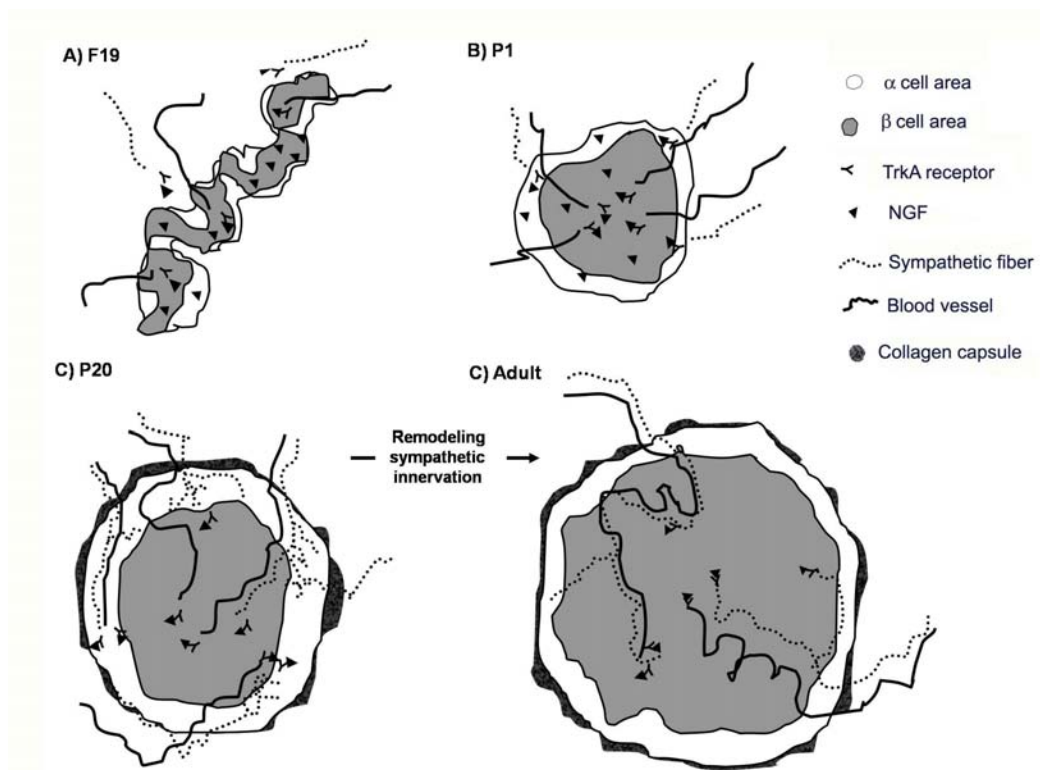 A) F19
B) P1
α cell area
β cell area
TrkA receptor
NGF
Sympathetic fiber
Blood vessel
Collagen capsule
C) P20
C) Adult
Remodeling
sympathetic
innervation